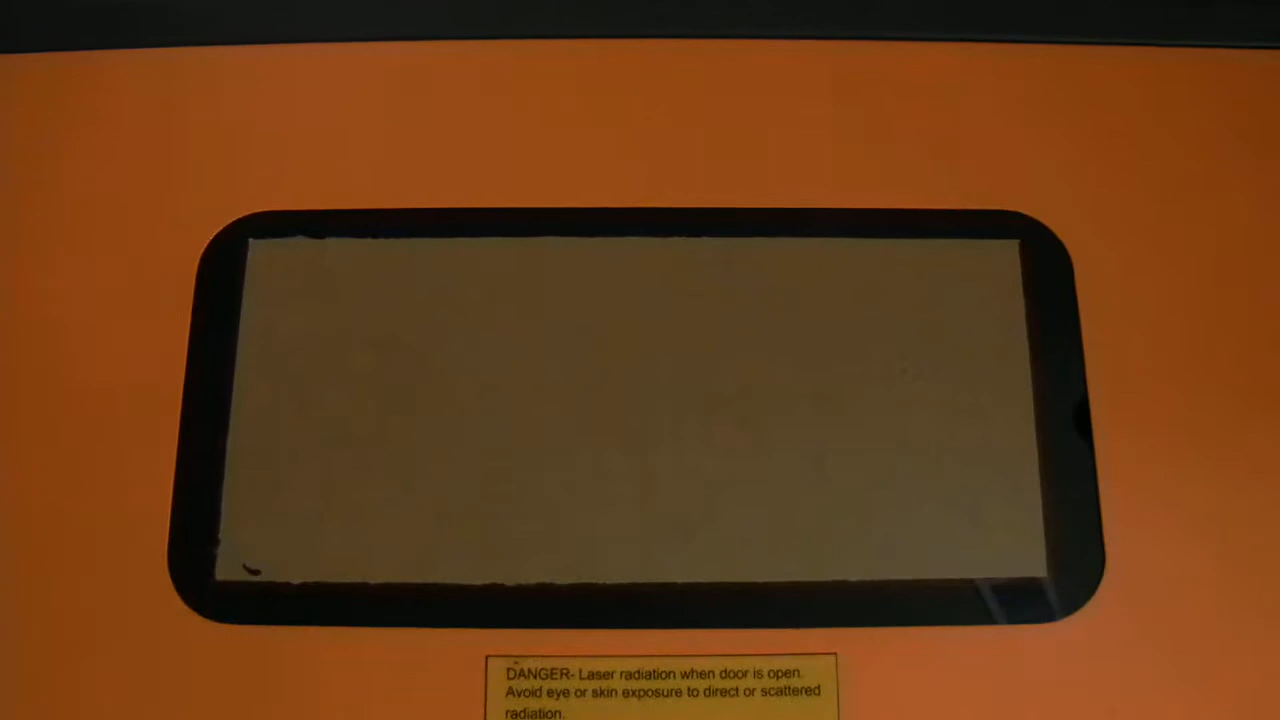 DANGER- Laser radiation when door is open.
Avoid eye or skin exposure to direct or scattered
radiation.